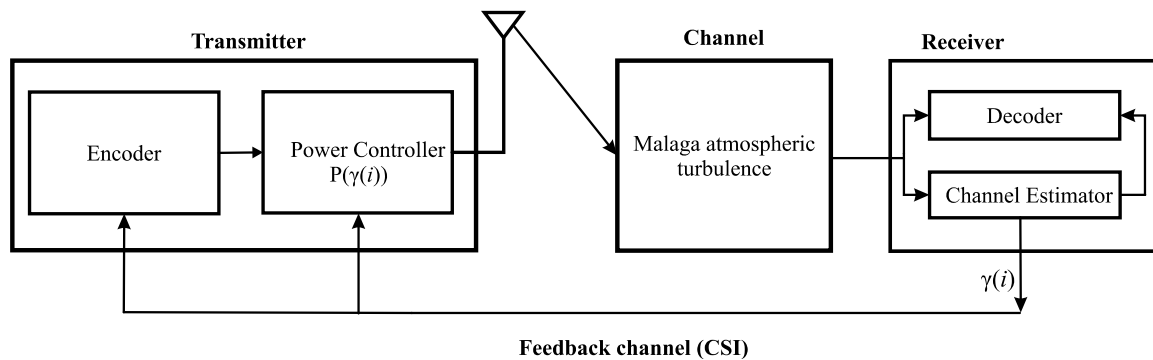 Transmitter
Channel
Receiver
Encoder
Power Controller
P(γ(i))
Malaga atmospheric
turbulence
Decoder
Channel Estimator
γ(i)
Feedback channel (CSI)